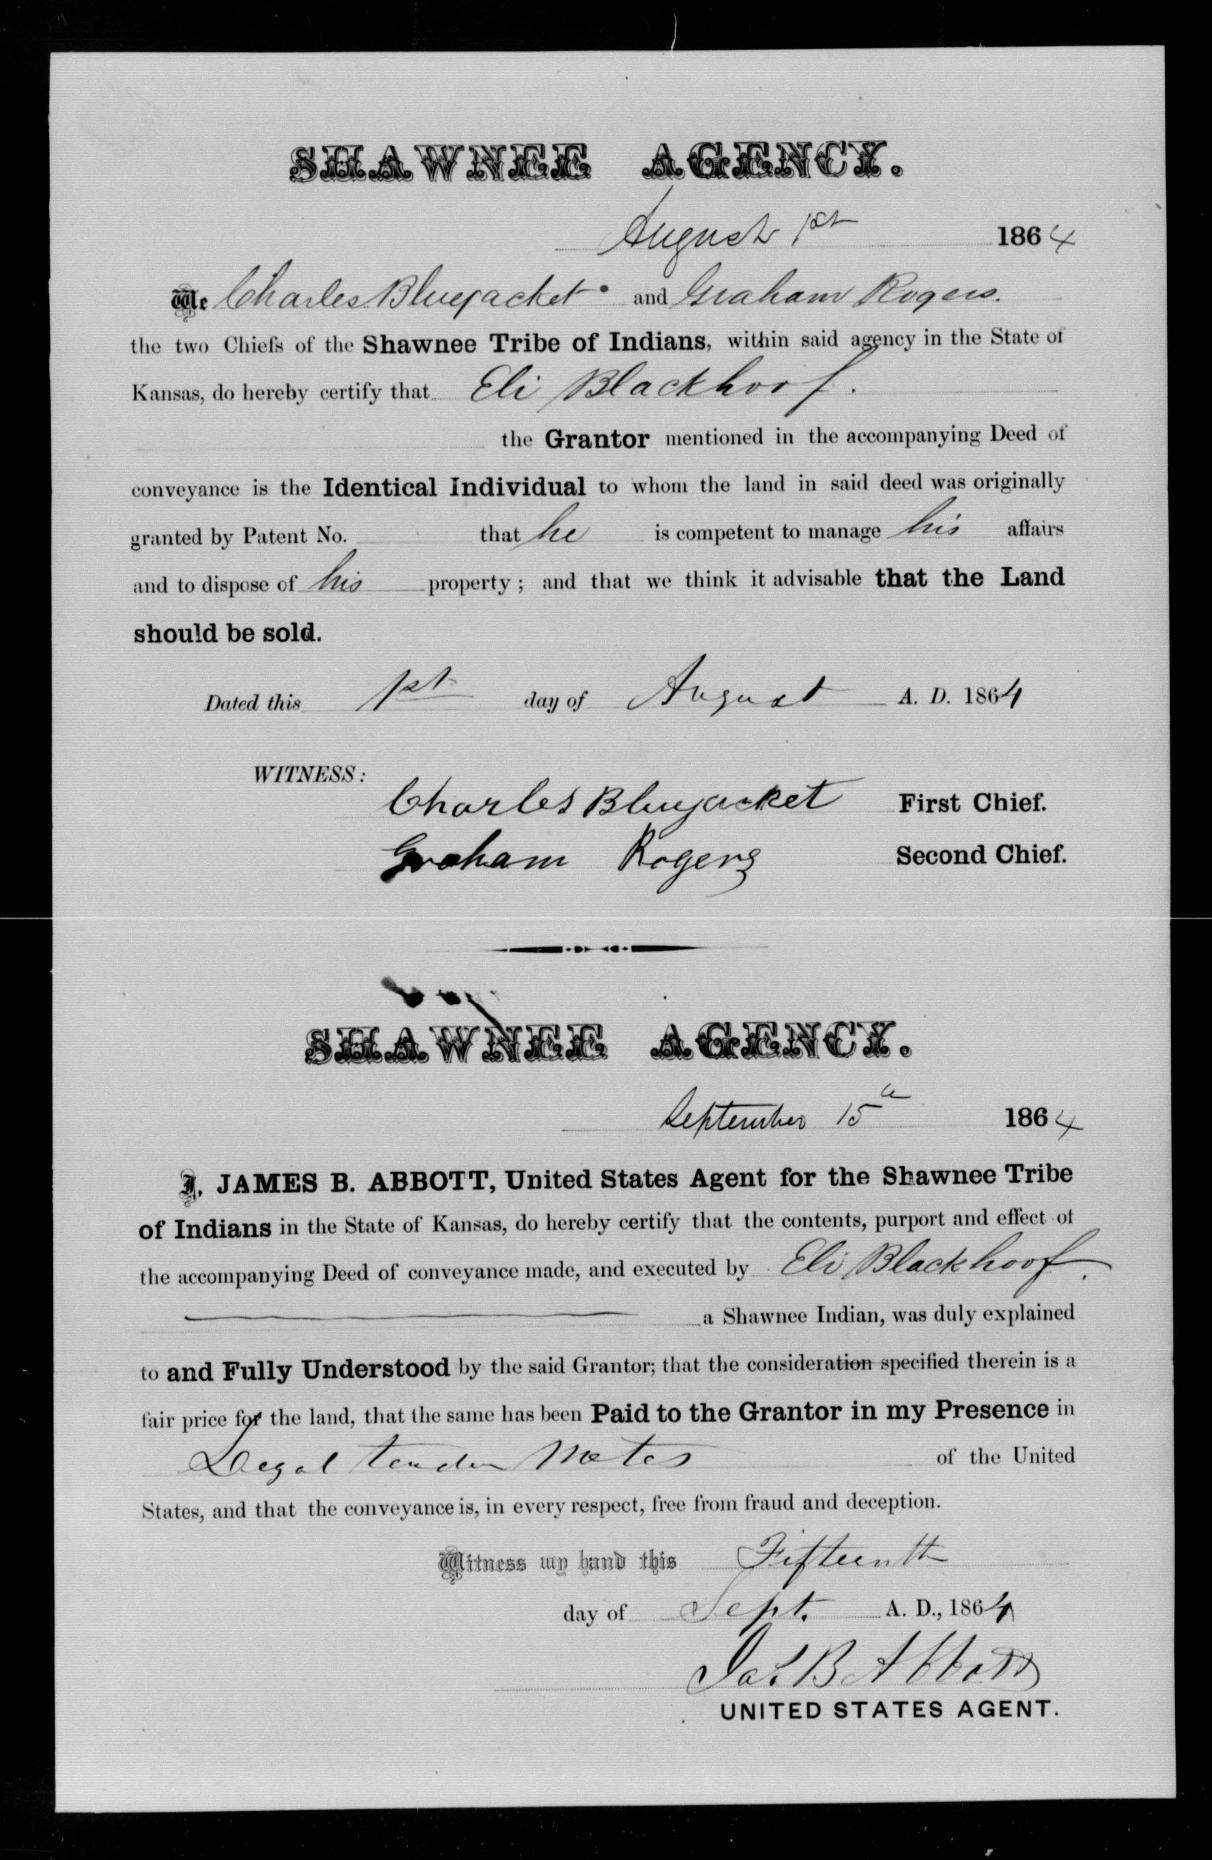 SHAWNEE AGENCY.
August 1st 1864
We Charles Bluejacket and Graham Rogers.
the two Chiefs of the Shawnee Tribe of Indians, within said agency in the State of
Kansas, do hereby certify that Eli Blackhoof.
the Grantor mentioned in the accompanying Deed of
conveyance is the Identical Individual to whom the land in said deed was originally
granted by Patent No. that he is competent to manage his affairs
and to dispose of his property; and that we think it advisable that the Land
should be sold.
Dated this 1st day of August A. D. 1864
WITNESS:
Charles Bluejacket First Chief.
Graham Rogers Second Chief.
SHAWNEE AGENCY.
September 15th 1864
I, JAMES B. ABBOTT, United States Agent for the Shawnee Tribe
of Indians in the State of Kansas, do hereby certify that the contents, purport and effect of
the accompanying Deed of conveyance made, and executed by Eli Blackhoof.
a Shawnee Indian, was duly explained
to and Fully Understood by the said Grantor; that the consideration specified therein is a
fair price for the land, that the same has been Paid to the Grantor in my Presence in
Legal tender Notes of the United
States, and that the conveyance is, in every respect, free from fraud and deception.
Witness my hand this Fifteenth
day of Sept. A. D., 1864
Jas. B Abbott
UNITED STATES AGENT.